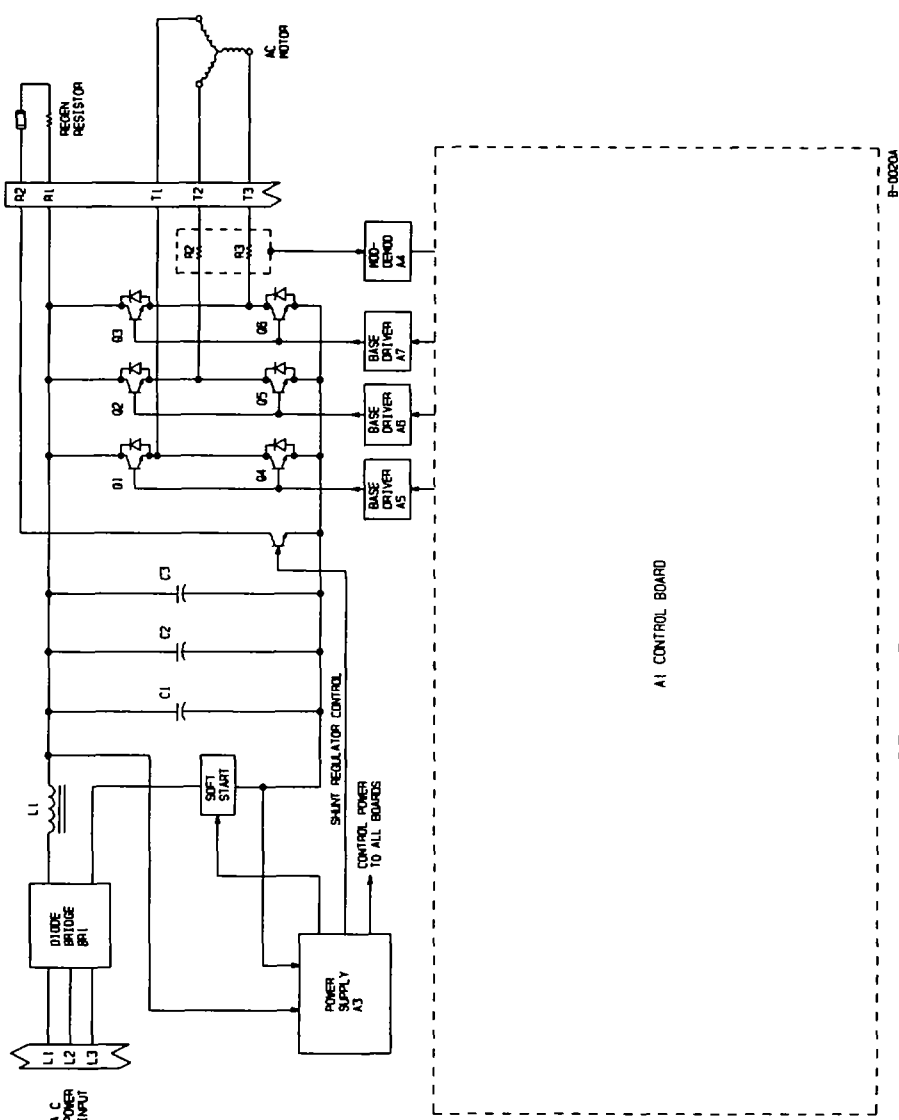 A C
POWER
INPUT
L1
L2
L3
DIODE
BRIDGE
BR1
L1
SOFT
START
POWER
SUPPLY
A3
SHUNT REGULATOR CONTROL
CONTROL POWER
TO ALL BOARDS
C1
C2
C3
Q1
Q2
Q3
Q4
Q5
Q6
BASE
DRIVER
A5
BASE
DRIVER
A6
BASE
DRIVER
A7
MOD-
DEMOD
A4
R2
R3
R2
R1
T1
T2
T3
REGEN
RESISTOR
AC
MOTOR
A1 CONTROL BOARD
B-0020A